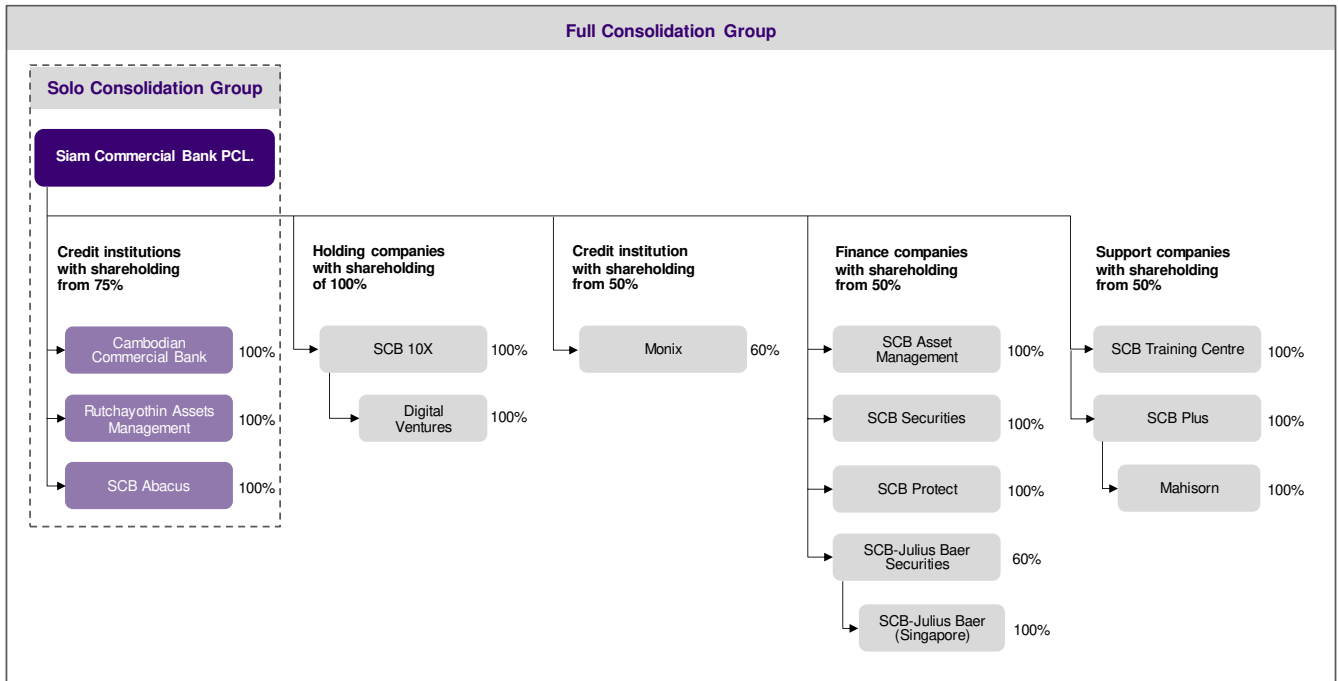 Full Consolidation Group
Solo Consolidation Group
Siam Commercial Bank PCL.
Credit institutions
with shareholding
from 75%
Cambodian
Commercial Bank
100%
Rutchayothin Assets
Management
100%
SCB Abacus
100%
Holding companies
with shareholding
of 100%
SCB 10X
100%
Digital
Ventures
100%
Credit institution
with shareholding
from 50%
Monix
60%
Finance companies
with shareholding
from 50%
SCB Asset
Management
100%
SCB Securities
100%
SCB Protect
100%
SCB-Julius Baer
Securities
60%
SCB-Julius Baer
(Singapore)
100%
Support companies
with shareholding
from 50%
SCB Training Centre
100%
SCB Plus
100%
Mahisorn
100%